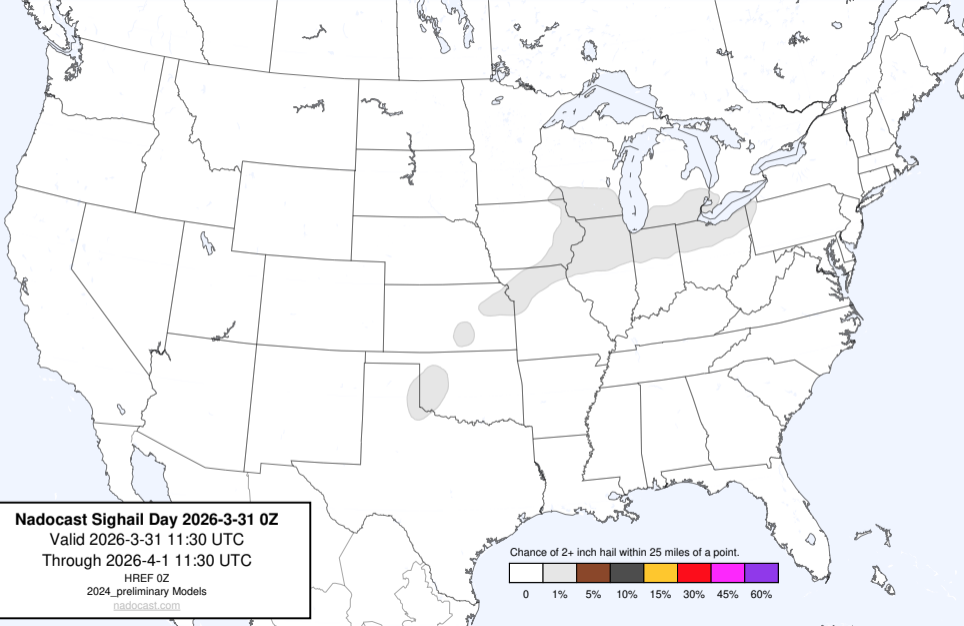 Nadocast Sighail Day 2026-3-31 0Z
Valid 2026-3-31 11:30 UTC
Through 2026-4-1 11:30 UTC
HREF 0Z
2024_preliminary Models
nadocast.com
Chance of 2+ inch hail within 25 miles of a point.
0 1% 5% 10% 15% 30% 45% 60%